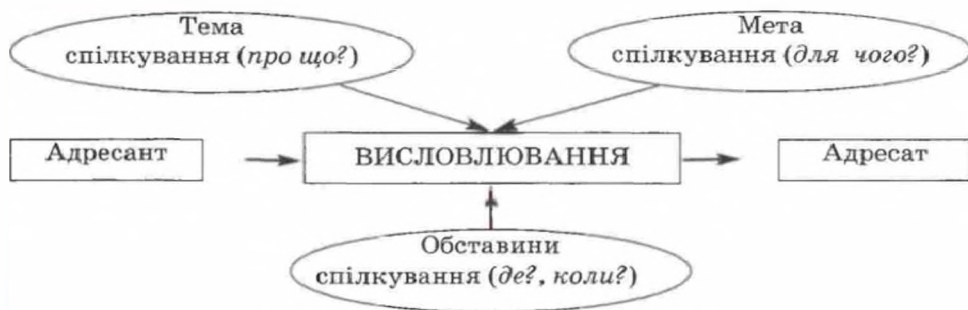 Тема
спілкування (про що?)
Мета
спілкування (для чого?)
Адресант
ВИСЛОВЛЮВАННЯ
Адресат
Обставини
спілкування (де?, коли?)